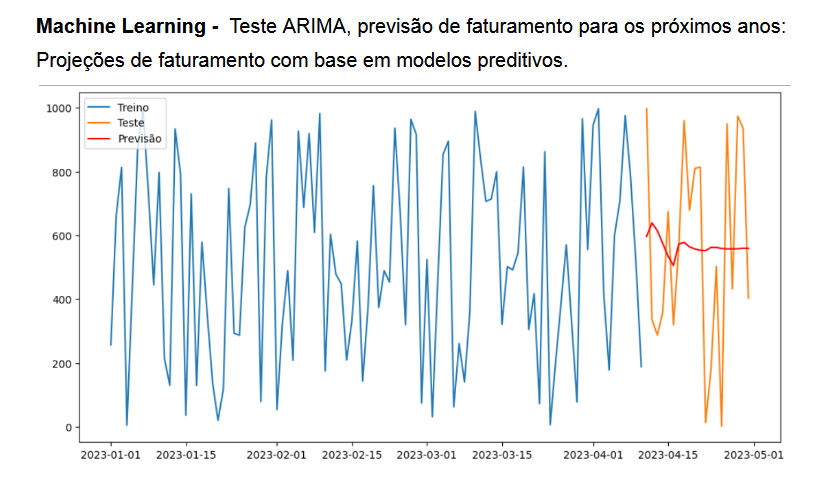 Machine Learning - Teste ARIMA, previsão de faturamento para os próximos anos:
Projeções de faturamento com base em modelos preditivos.
Treino
Teste
Previsão
1000
800
600
400
200
0
2023-01-01 2023-01-15 2023-02-01 2023-02-15 2023-03-01 2023-03-15 2023-04-01 2023-04-15 2023-05-01